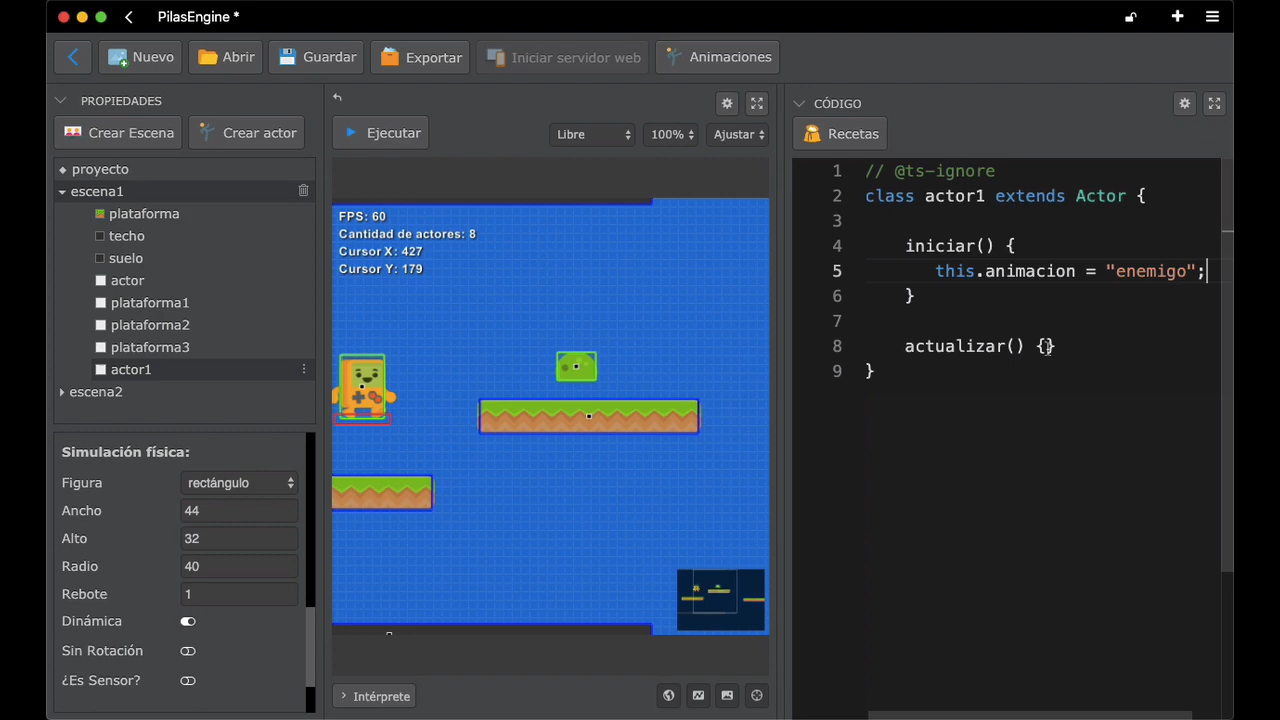 PilasEngine *
Nuevo
Abrir
Guardar
Exportar
Iniciar servidor web
Animaciones
PROPIEDADES
Crear Escena
Crear actor
proyecto
escena1
plataforma
techo
suelo
actor
plataforma1
plataforma2
plataforma3
actor1
escena2
Simulación física:
Figura
rectángulo
Ancho
44
Alto
32
Radio
40
Rebote
1
Dinámica
Sin Rotación
¿Es Sensor?
Ejecutar
Libre
100%
Ajustar
FPS: 60
Cantidad de actores: 8
Cursor X: 427
Cursor Y: 179
Intérprete
CÓDIGO
Recetas
1 // @ts-ignore
2 class actor1 extends Actor {
3
4 iniciar() {
5 this.animacion = "enemigo";
6 }
7
8 actualizar() {}
9 }